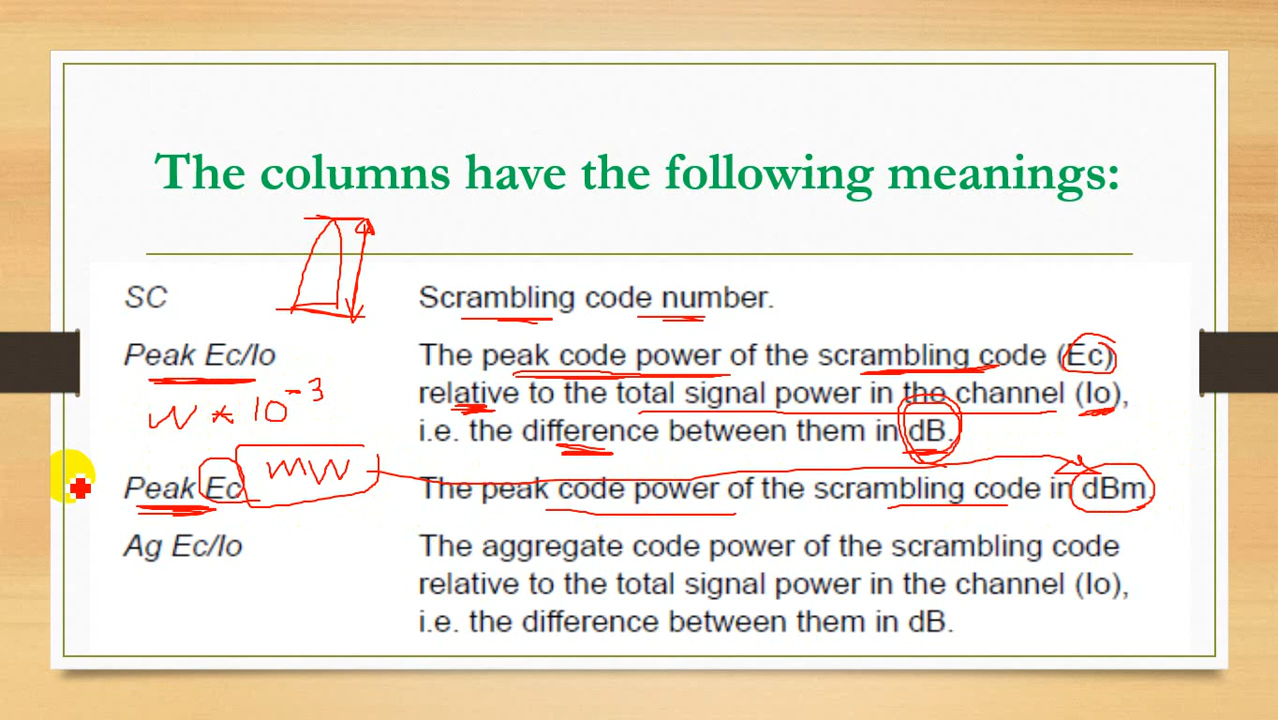 The columns have the following meanings:
SC Scrambling code number.
Peak Ec/Io The peak code power of the scrambling code (Ec)
relative to the total signal power in the channel (Io),
W * 10-3
i.e. the difference between them in dB.
mW
Peak Ec The peak code power of the scrambling code in dBm.
Ag Ec/Io The aggregate code power of the scrambling code
relative to the total signal power in the channel (Io),
i.e. the difference between them in dB.